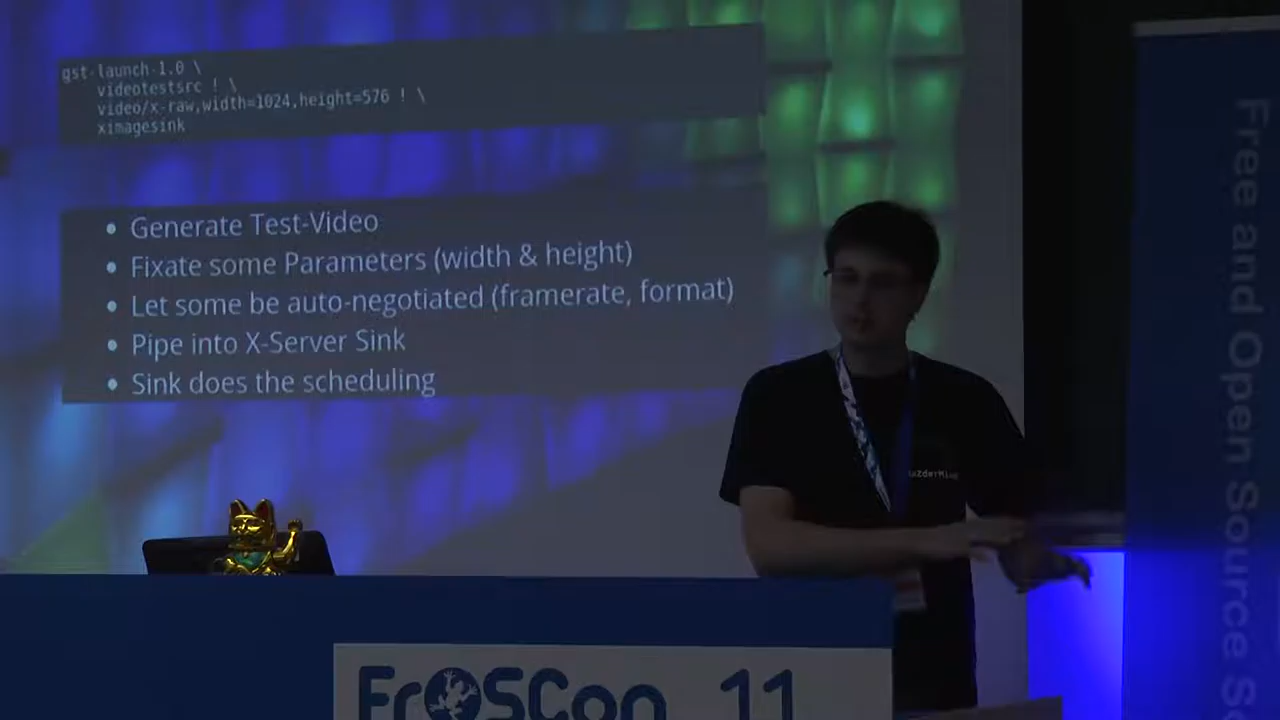 gst-launch-1.0 \
videotestsrc ! \
video/x-raw,width=1024,height=576 ! \
ximagesink
• Generate Test-Video
• Fixate some Parameters (width & height)
• Let some be auto-negotiated (framerate, format)
• Pipe into X-Server Sink
• Sink does the scheduling
FrOSCon 11
Free and Open Source